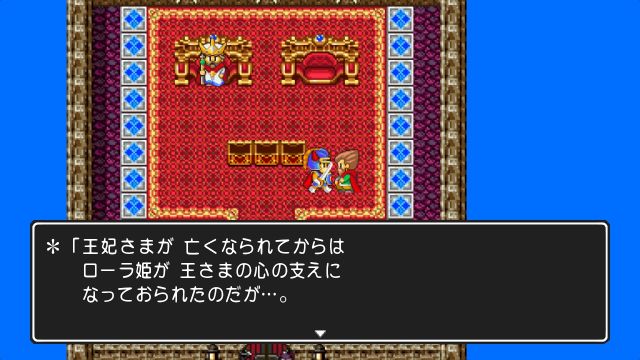 ＊「王妃さまが 亡くなられてからは
ローラ姫が 王さまの心の支えに
なっておられたのだが…。